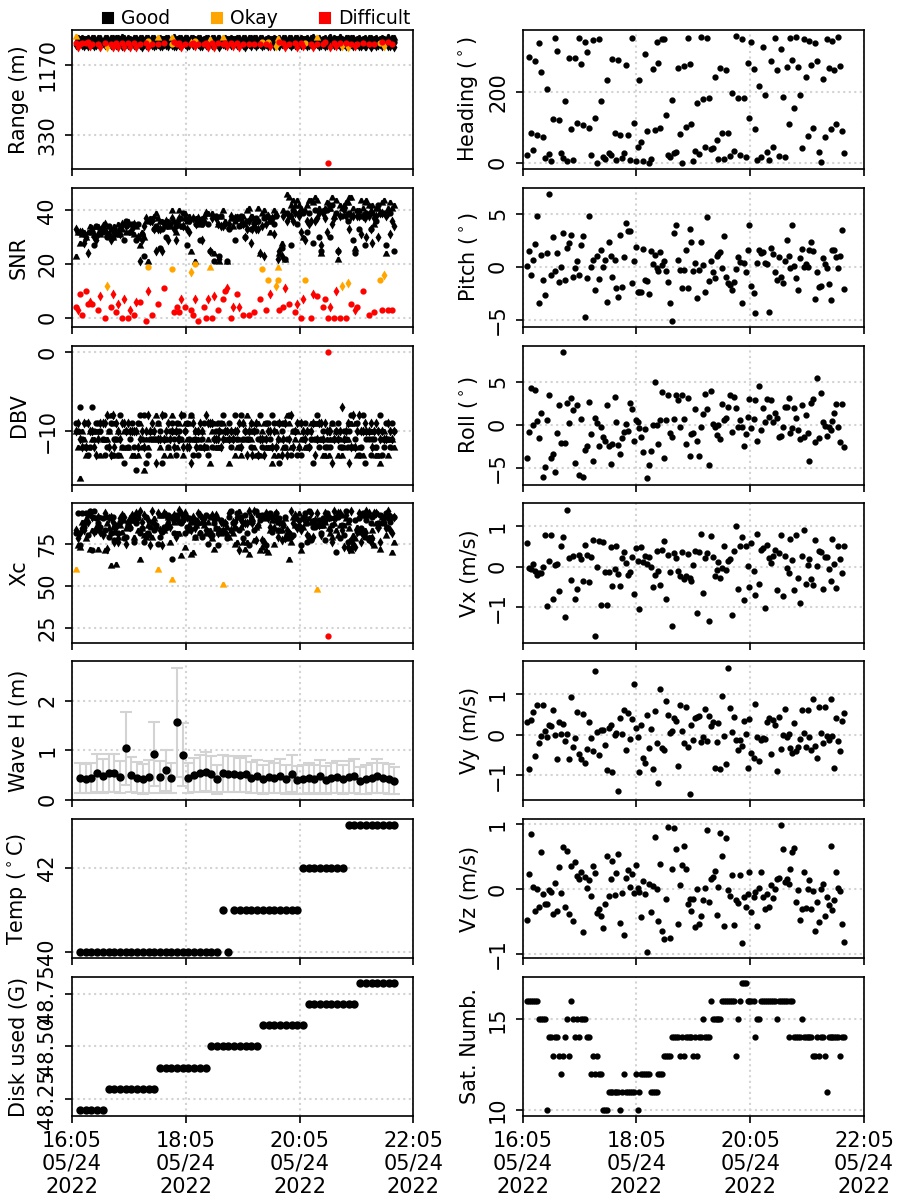 Good Okay Difficult
Range (m)
1170
330
Heading (°)
200
0
SNR
40
20
0
Pitch (°)
5
0
−5
DBV
0
−10
Roll (°)
5
0
−5
Xc
75
50
25
Vx (m/s)
1
0
−1
Wave H (m)
2
1
0
Vy (m/s)
1
0
−1
Temp (°C)
42
40
Vz (m/s)
1
0
−1
Disk used (G)
48.75
48.50
48.25
Sat. Numb.
15
10
16:05 18:05 20:05 22:05 16:05 18:05 20:05 22:05
05/24 05/24 05/24 05/24 05/24 05/24 05/24 05/24
2022 2022 2022 2022 2022 2022 2022 2022